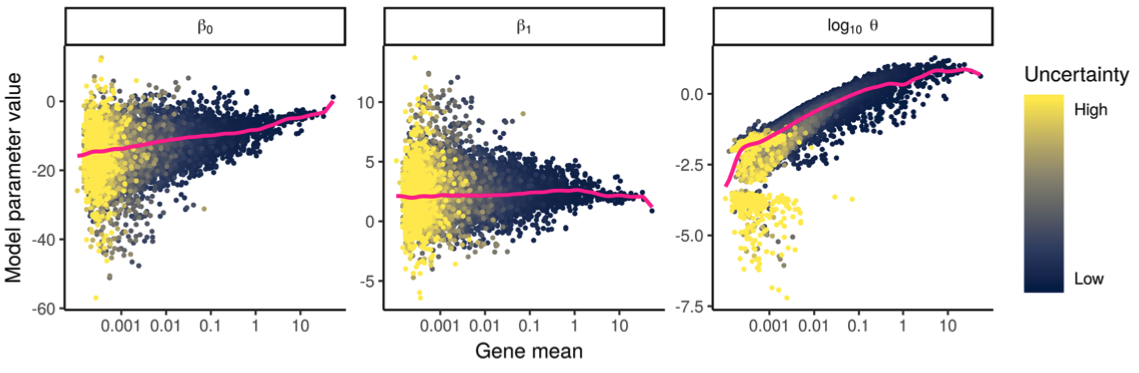 β0
β1
log10 θ
Model parameter value
0
-20
-40
-60
10
5
0
-5
0.0
-2.5
-5.0
-7.5
0.001 0.01 0.1 1 10
0.001 0.01 0.1 1 10
0.001 0.01 0.1 1 10
Gene mean
Uncertainty
High
Low